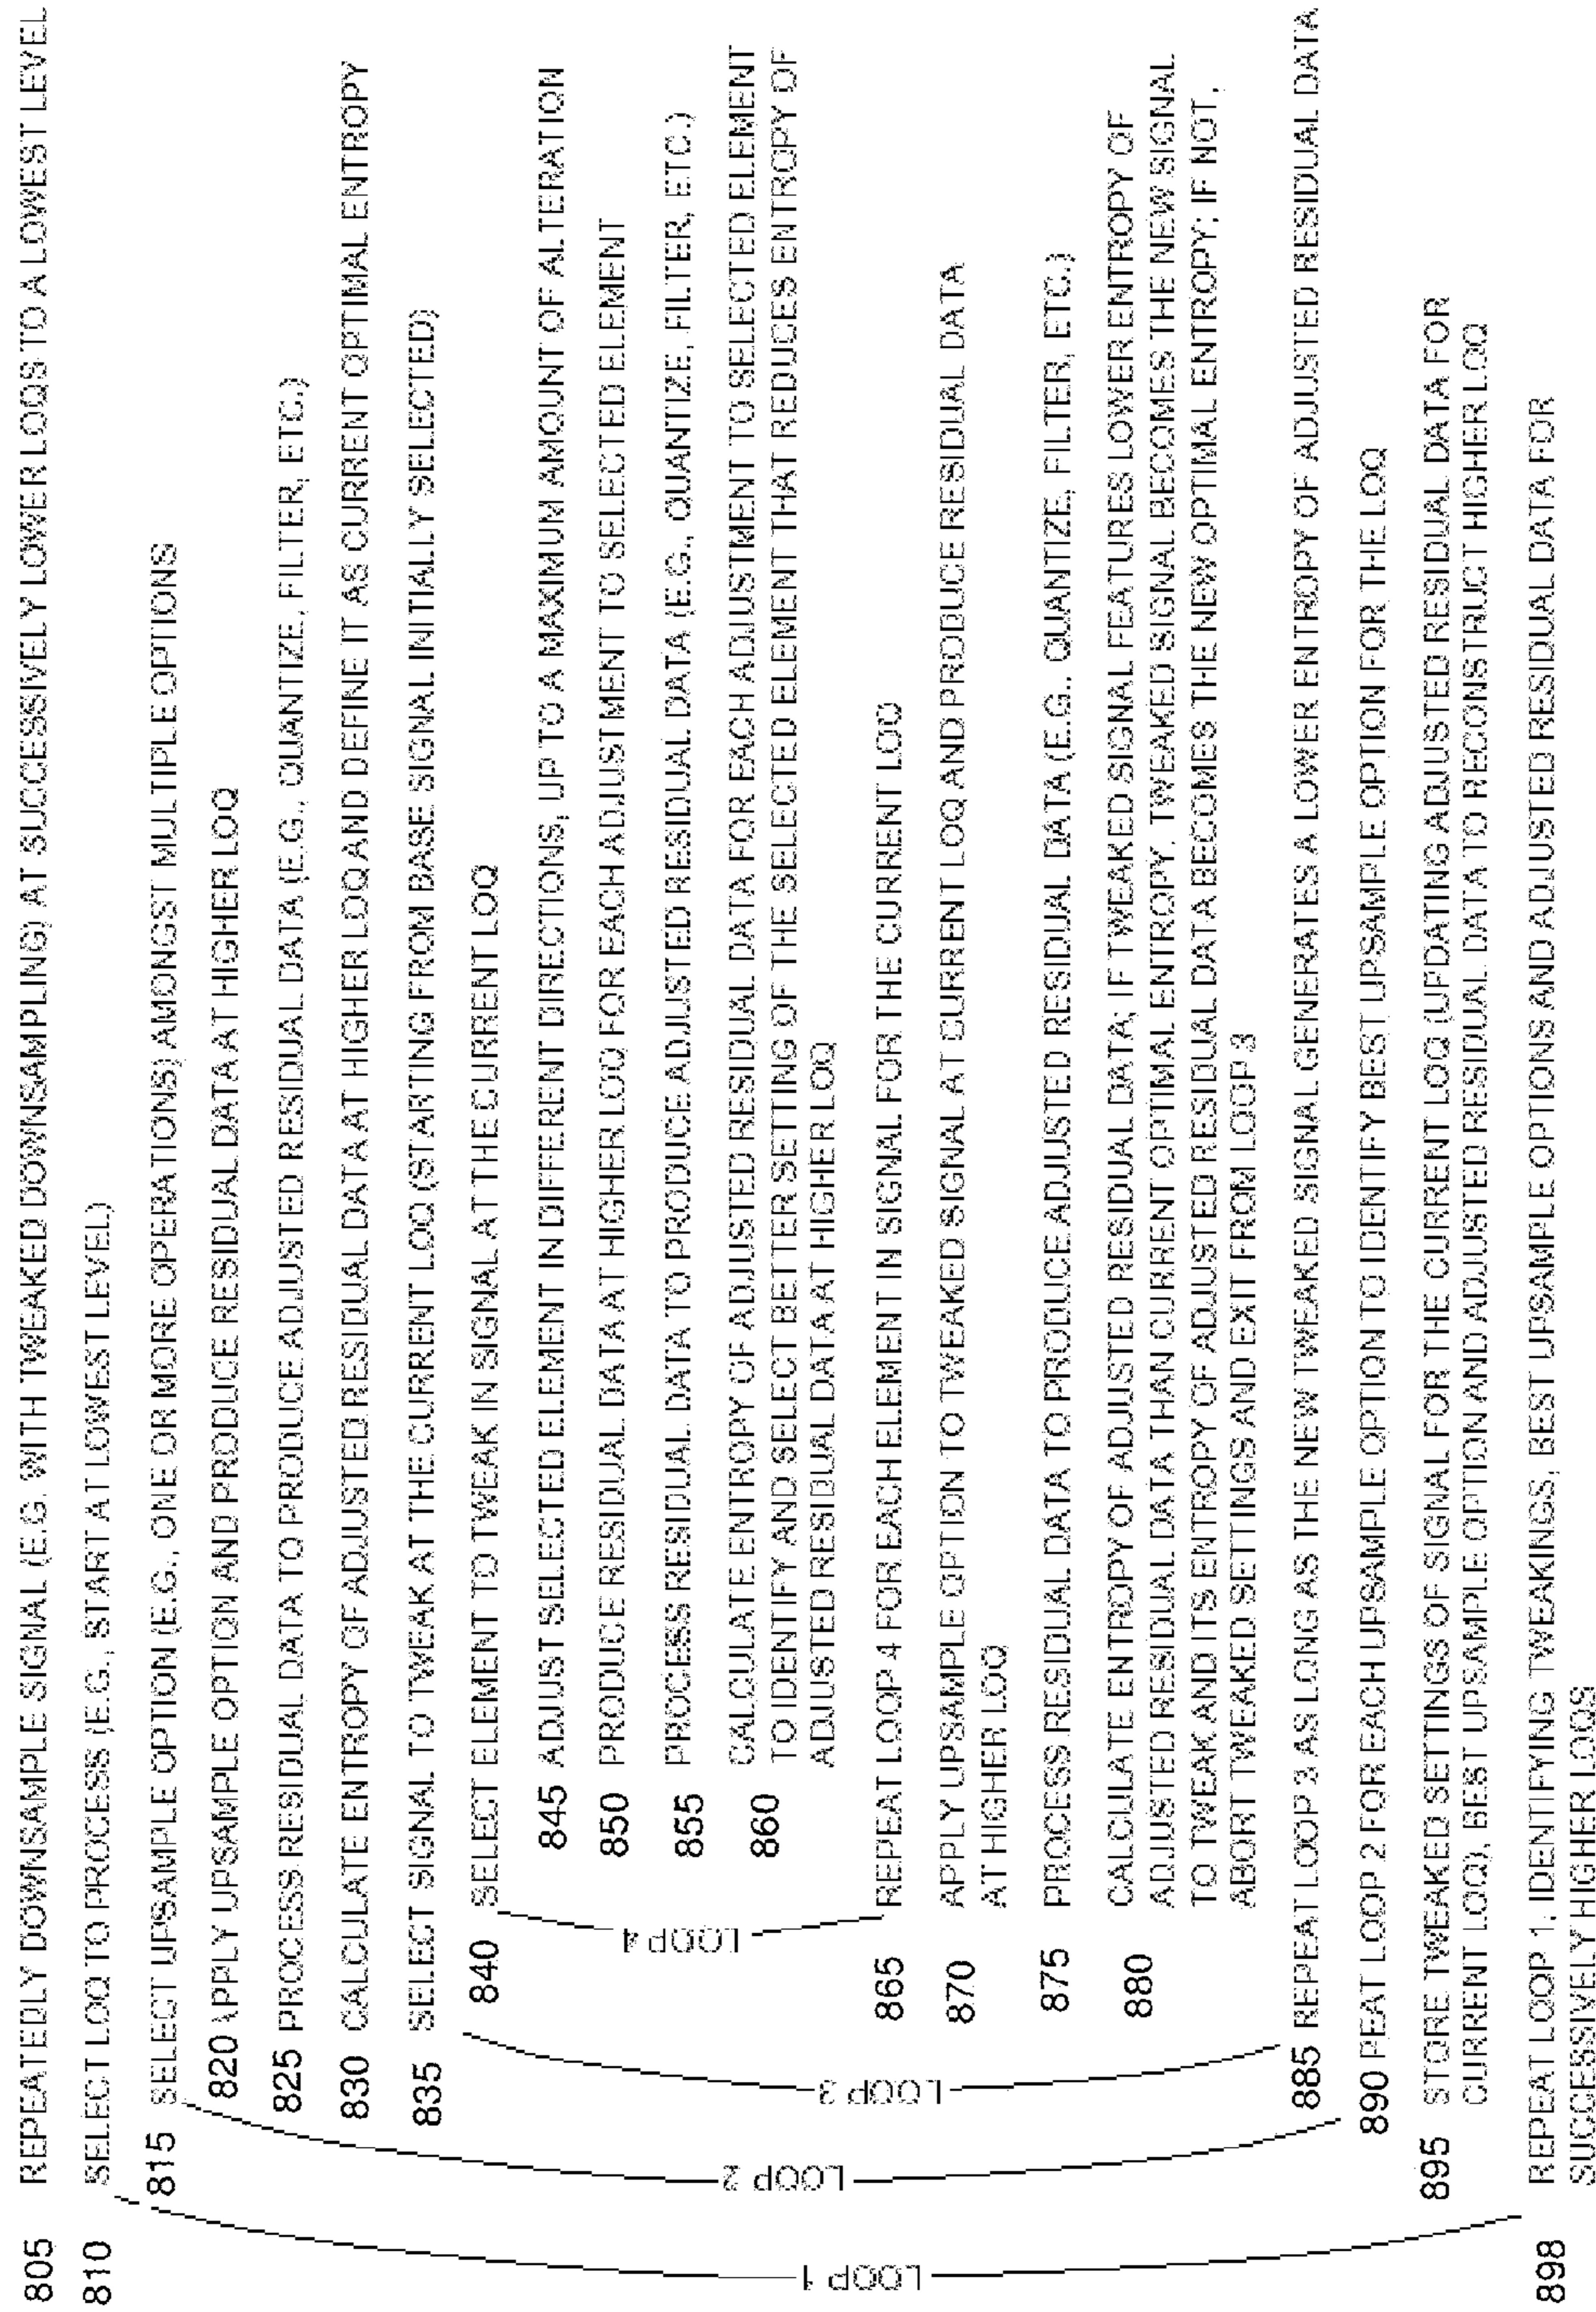 805 REPEATEDLY DOWNSAMPLE SIGNAL (E.G. WITH TWEAKED DOWNSAMPLING) AT SUCCESSIVELY LOWER LOQS TO A LOWEST LEVEL
810 SELECT LOQ TO PROCESS (E.G., START AT LOWEST LEVEL)
815 SELECT UPSAMPLE OPTION (E.G., ONE OR MORE OPERATIONS) AMONGST MULTIPLE OPTIONS
820 APPLY UPSAMPLE OPTION AND PRODUCE RESIDUAL DATA AT HIGHER LOQ
825 PROCESS RESIDUAL DATA TO PRODUCE ADJUSTED RESIDUAL DATA (E.G., QUANTIZE, FILTER, ETC.)
830 CALCULATE ENTROPY OF ADJUSTED RESIDUAL DATA AT HIGHER LOQ AND DEFINE IT AS CURRENT OPTIMAL ENTROPY
835 SELECT SIGNAL TO TWEAK AT THE CURRENT LOQ (STARTING FROM BASE SIGNAL INITIALLY SELECTED)
840 SELECT ELEMENT TO TWEAK IN SIGNAL AT THE CURRENT LOQ
845 ADJUST SELECTED ELEMENT IN DIFFERENT DIRECTIONS, UP TO A MAXIMUM AMOUNT OF ALTERATION
850 PRODUCE RESIDUAL DATA AT HIGHER LOQ FOR EACH ADJUSTMENT TO SELECTED ELEMENT
855 PROCESS RESIDUAL DATA TO PRODUCE ADJUSTED RESIDUAL DATA (E.G., QUANTIZE, FILTER, ETC.)
860 CALCULATE ENTROPY OF ADJUSTED RESIDUAL DATA FOR EACH ADJUSTMENT TO SELECTED ELEMENT
TO IDENTIFY AND SELECT BETTER SETTING OF THE SELECTED ELEMENT THAT REDUCES ENTROPY OF
ADJUSTED RESIDUAL DATA AT HIGHER LOQ
LOOP 4
865 REPEAT LOOP 4 FOR EACH ELEMENT IN SIGNAL FOR THE CURRENT LOQ
870 APPLY UPSAMPLE OPTION TO TWEAKED SIGNAL AT CURRENT LOQ AND PRODUCE RESIDUAL DATA
AT HIGHER LOQ
875 PROCESS RESIDUAL DATA TO PRODUCE ADJUSTED RESIDUAL DATA (E.G., QUANTIZE, FILTER, ETC.)
880 CALCULATE ENTROPY OF ADJUSTED RESIDUAL DATA; IF TWEAKED SIGNAL FEATURES LOWER ENTROPY OF
ADJUSTED RESIDUAL DATA THAN CURRENT OPTIMAL ENTROPY, TWEAKED SIGNAL BECOMES THE NEW SIGNAL
TO TWEAK AND ITS ENTROPY OF ADJUSTED RESIDUAL DATA BECOMES THE NEW OPTIMAL ENTROPY; IF NOT,
ABORT TWEAKED SETTINGS AND EXIT FROM LOOP 3
LOOP 3
885 REPEAT LOOP 3 AS LONG AS THE NEW TWEAKED SIGNAL GENERATES A LOWER ENTROPY OF ADJUSTED RESIDUAL DATA
LOOP 2
890 PEAT LOOP 2 FOR EACH UPSAMPLE OPTION TO IDENTIFY BEST UPSAMPLE OPTION FOR THE LOQ
895 STORE TWEAKED SETTINGS OF SIGNAL FOR THE CURRENT LOQ (UPDATING ADJUSTED RESIDUAL DATA FOR
CURRENT LOQ), BEST UPSAMPLE OPTION AND ADJUSTED RESIDUAL DATA TO RECONSTRUCT HIGHER LOQ
LOOP 1
898 REPEAT LOOP 1, IDENTIFYING TWEAKINGS, BEST UPSAMPLE OPTIONS AND ADJUSTED RESIDUAL DATA FOR
SUCCESSIVELY HIGHER LOQS